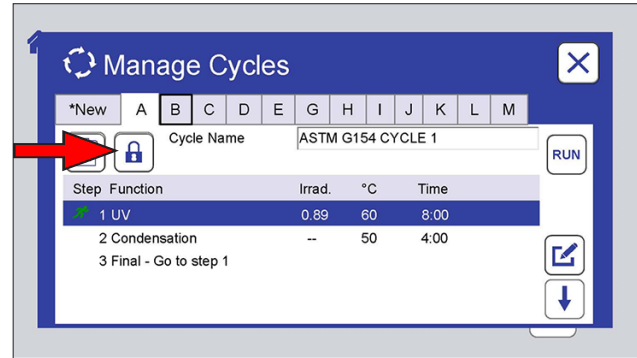 Manage Cycles
*New A B C D E G H I J K L M
Cycle Name ASTM G154 CYCLE 1
RUN
Step Function Irrad. °C Time
1 UV 0.89 60 8:00
2 Condensation -- 50 4:00
3 Final - Go to step 1